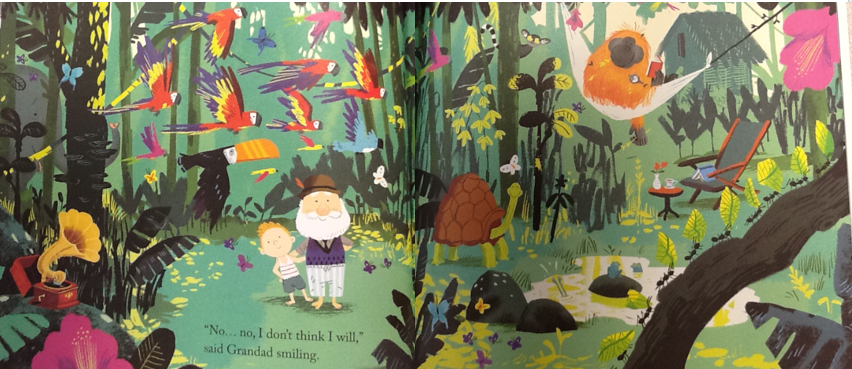 "No... no, I don't think I will,"
said Grandad smiling.